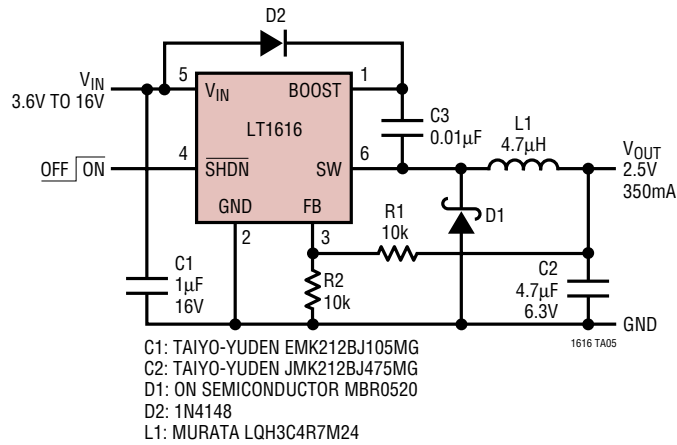 D2
V_IN
3.6V TO 16V
5
V_IN
BOOST
1
LT1616
C3
0.01µF
L1
4.7µH
V_OUT
2.5V
350mA
OFF ON
4
SHDN
SW
6
GND
FB
2
3
R1
10k
D1
C1
1µF
16V
R2
10k
C2
4.7µF
6.3V
GND
1616 TA05
C1: TAIYO-YUDEN EMK212BJ105MG
C2: TAIYO-YUDEN JMK212BJ475MG
D1: ON SEMICONDUCTOR MBR0520
D2: 1N4148
L1: MURATA LQH3C4R7M24